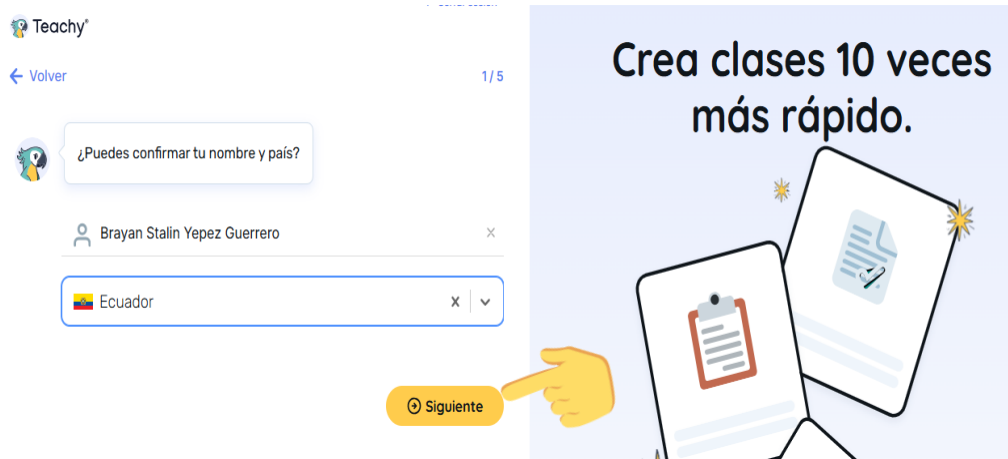 Teachy®
Volver
1 / 5
¿Puedes confirmar tu nombre y país?
Brayan Stalin Yepez Guerrero
Ecuador
Siguiente
Crea clases 10 veces
más rápido.